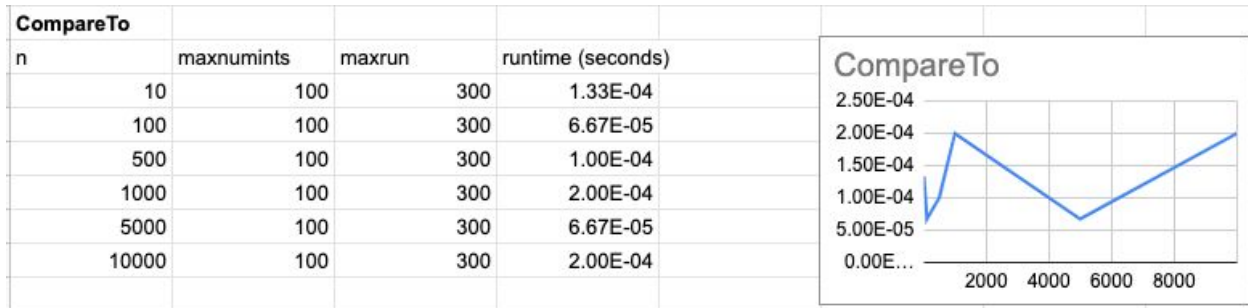 CompareTo
n maxnumints maxrun runtime (seconds)
10 100 300 1.33E-04
100 100 300 6.67E-05
500 100 300 1.00E-04
1000 100 300 2.00E-04
5000 100 300 6.67E-05
10000 100 300 2.00E-04
CompareTo
2.50E-04
2.00E-04
1.50E-04
1.00E-04
5.00E-05
0.00E...
2000 4000 6000 8000